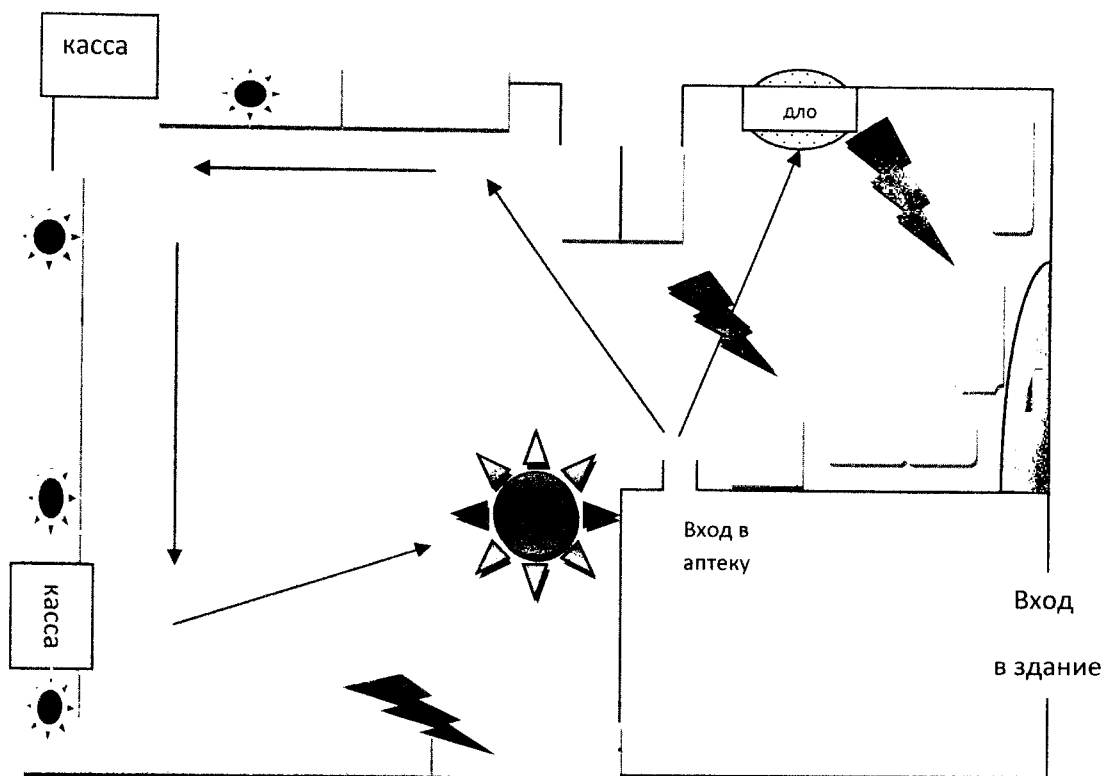 касса
дло
Вход в
аптеку
касса
Вход
в здание